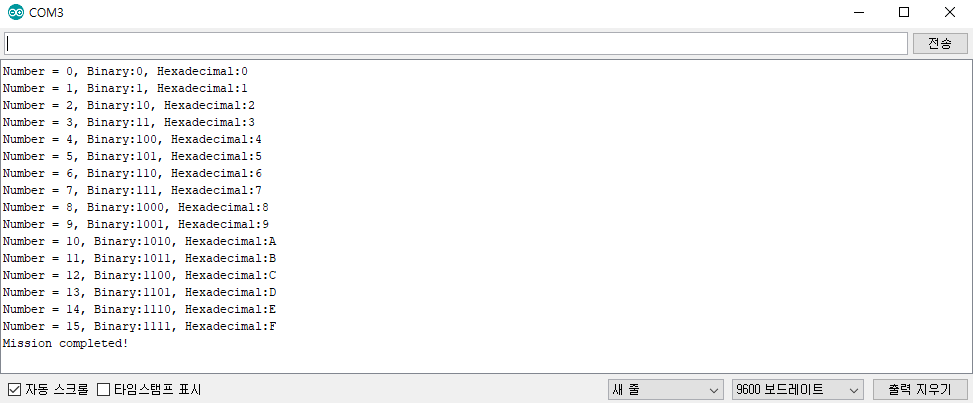 COM3
전송
Number = 0, Binary:0, Hexadecimal:0
Number = 1, Binary:1, Hexadecimal:1
Number = 2, Binary:10, Hexadecimal:2
Number = 3, Binary:11, Hexadecimal:3
Number = 4, Binary:100, Hexadecimal:4
Number = 5, Binary:101, Hexadecimal:5
Number = 6, Binary:110, Hexadecimal:6
Number = 7, Binary:111, Hexadecimal:7
Number = 8, Binary:1000, Hexadecimal:8
Number = 9, Binary:1001, Hexadecimal:9
Number = 10, Binary:1010, Hexadecimal:A
Number = 11, Binary:1011, Hexadecimal:B
Number = 12, Binary:1100, Hexadecimal:C
Number = 13, Binary:1101, Hexadecimal:D
Number = 14, Binary:1110, Hexadecimal:E
Number = 15, Binary:1111, Hexadecimal:F
Mission completed!
자동 스크롤 타임스탬프 표시 새 줄 9600 보드레이트 출력 지우기